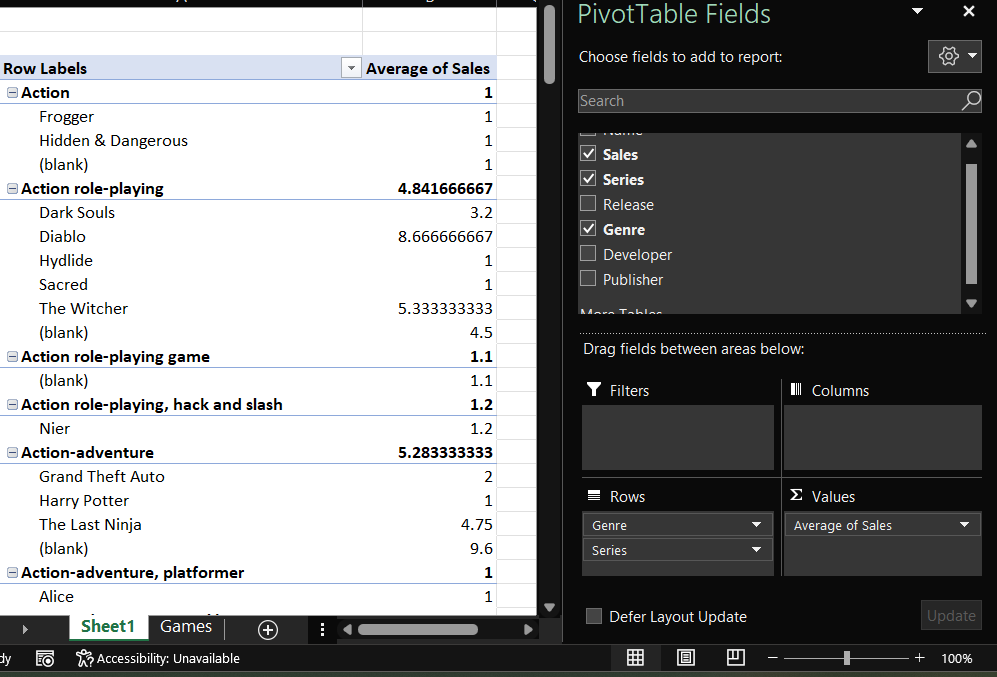 PivotTable Fields
Choose fields to add to report:
Search
Name
Sales
Series
Release
Genre
Developer
Publisher
More Tables
Drag fields between areas below:
Filters
Columns
Rows
Values
Genre
Series
Average of Sales
Defer Layout Update
Update
Row Labels Average of Sales
Action 1
Frogger 1
Hidden & Dangerous 1
(blank) 1
Action role-playing 4.841666667
Dark Souls 3.2
Diablo 8.666666667
Hydlide 1
Sacred 1
The Witcher 5.333333333
(blank) 4.5
Action role-playing game 1.1
(blank) 1.1
Action role-playing, hack and slash 1.2
Nier 1.2
Action-adventure 5.283333333
Grand Theft Auto 2
Harry Potter 1
The Last Ninja 4.75
(blank) 9.6
Action-adventure, platformer 1
Alice 1
Sheet1 Games
dy Accessibility: Unavailable 100%